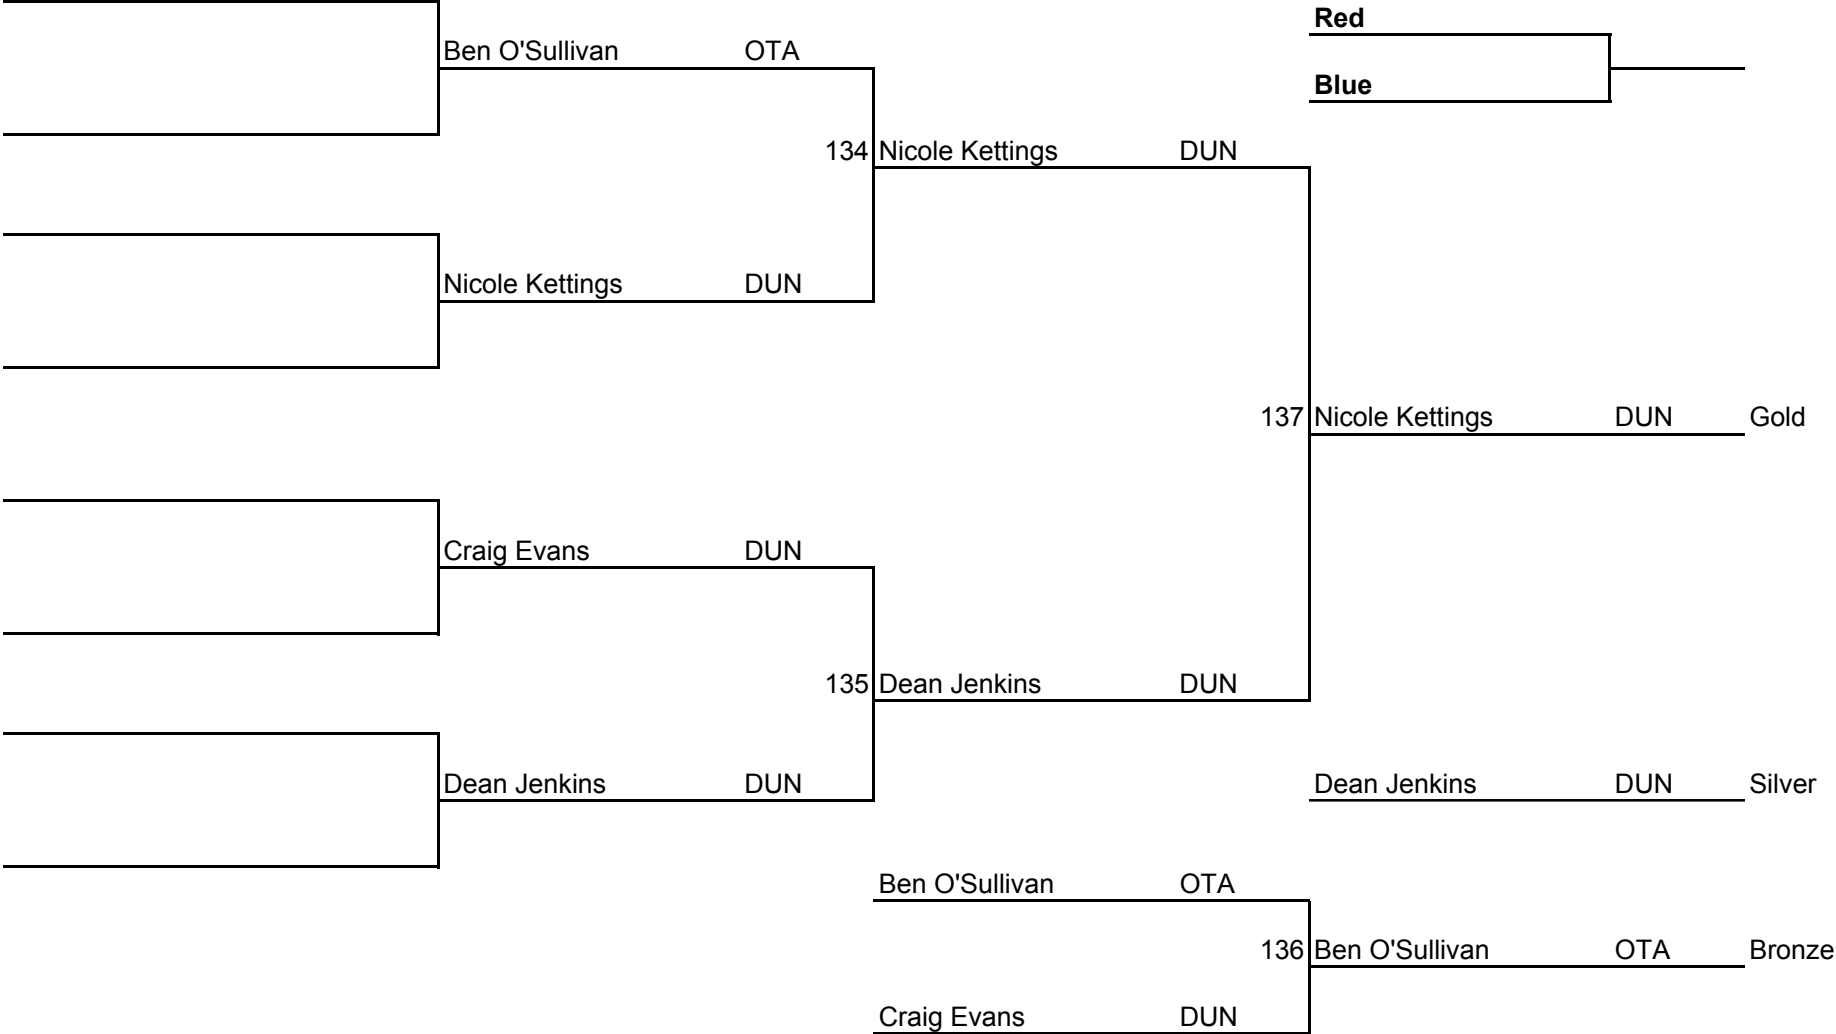 Red
Ben O'Sullivan OTA
Blue
134 Nicole Kettings DUN
Nicole Kettings DUN
137 Nicole Kettings DUN Gold
Craig Evans DUN
135 Dean Jenkins DUN
Dean Jenkins DUN Dean Jenkins DUN Silver
Ben O'Sullivan OTA
136 Ben O'Sullivan OTA Bronze
Craig Evans DUN